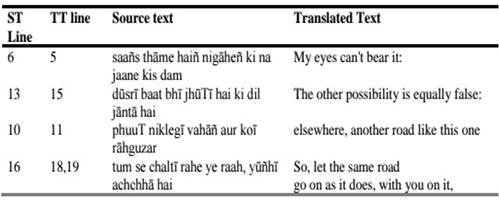 ST Line TT line Source text Translated Text
6 5 saañs thāme haiñ nigāheñ ki na jaane kis dam My eyes can't bear it:
13 15 dūsrī baat bhī jhūTī hai ki dil jāntā hai The other possibility is equally false:
10 11 phuuT niklegī vahāñ aur koī rāhguzar elsewhere, another road like this one
16 18,19 tum se chaltī rahe ye raah, yūñhī achchhā hai So, let the same road go on as it does, with you on it,